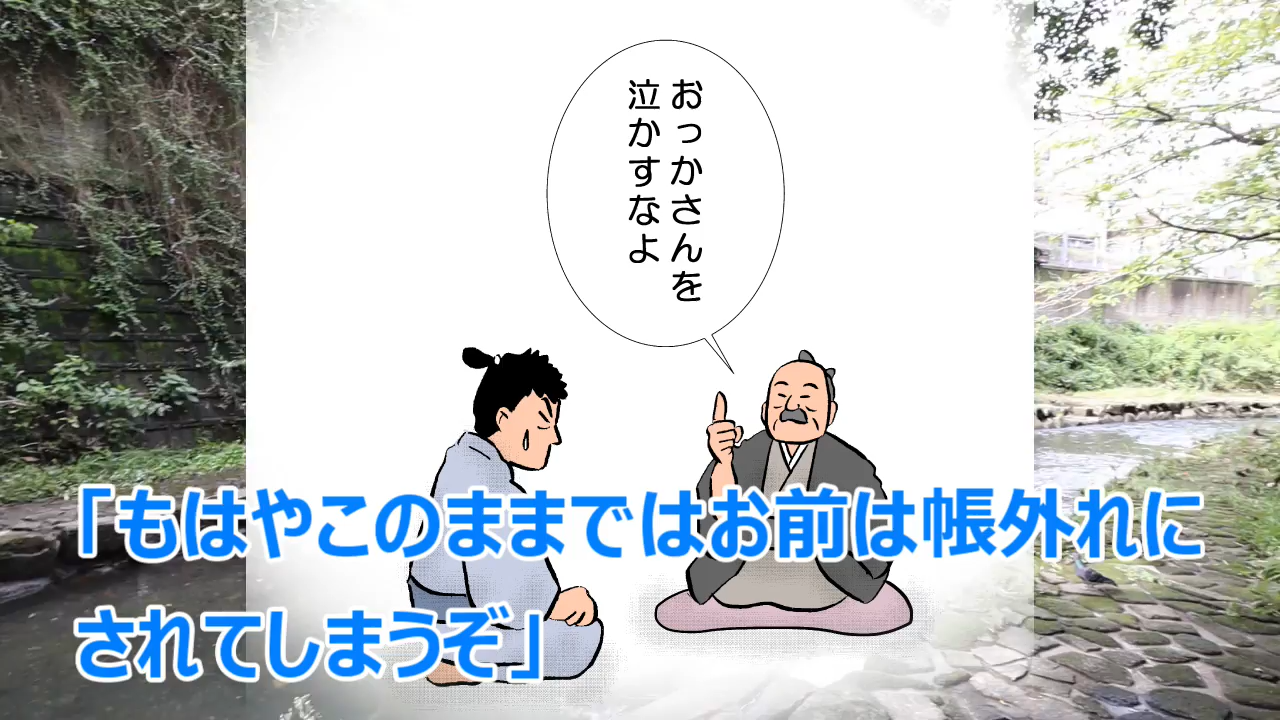 おっかさんを
泣かすなよ
「もはやこのままではお前は帳外れに
されてしまうぞ」